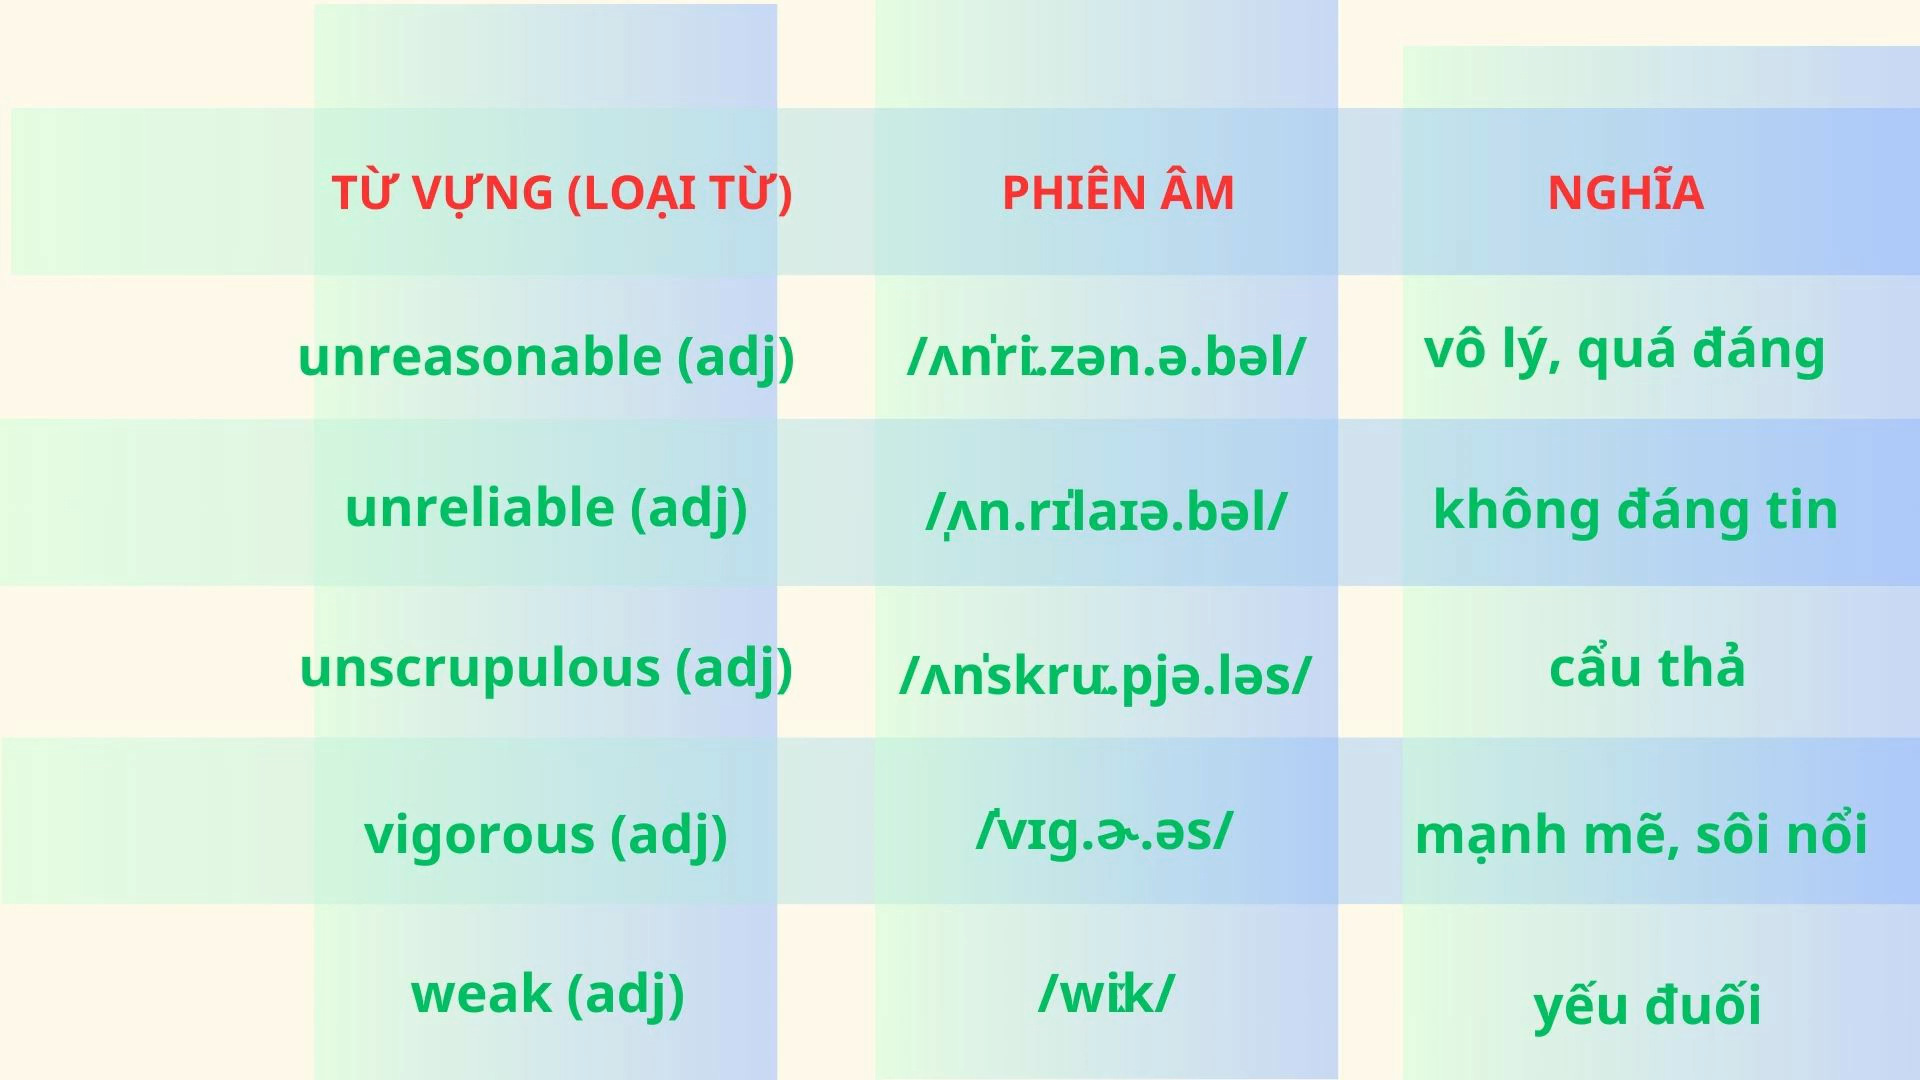 TỪ VỰNG (LOẠI TỪ) PHIÊN ÂM NGHĨA
unreasonable (adj) /ʌnˈriː.zən.ə.bəl/ vô lý, quá đáng
unreliable (adj) /ˌʌn.rɪˈlaɪə.bəl/ không đáng tin
unscrupulous (adj) /ʌnˈskruː.pjə.ləs/ cẩu thả
vigorous (adj) /ˈvɪg.ɚ.əs/ mạnh mẽ, sôi nổi
weak (adj) /wiːk/ yếu đuối